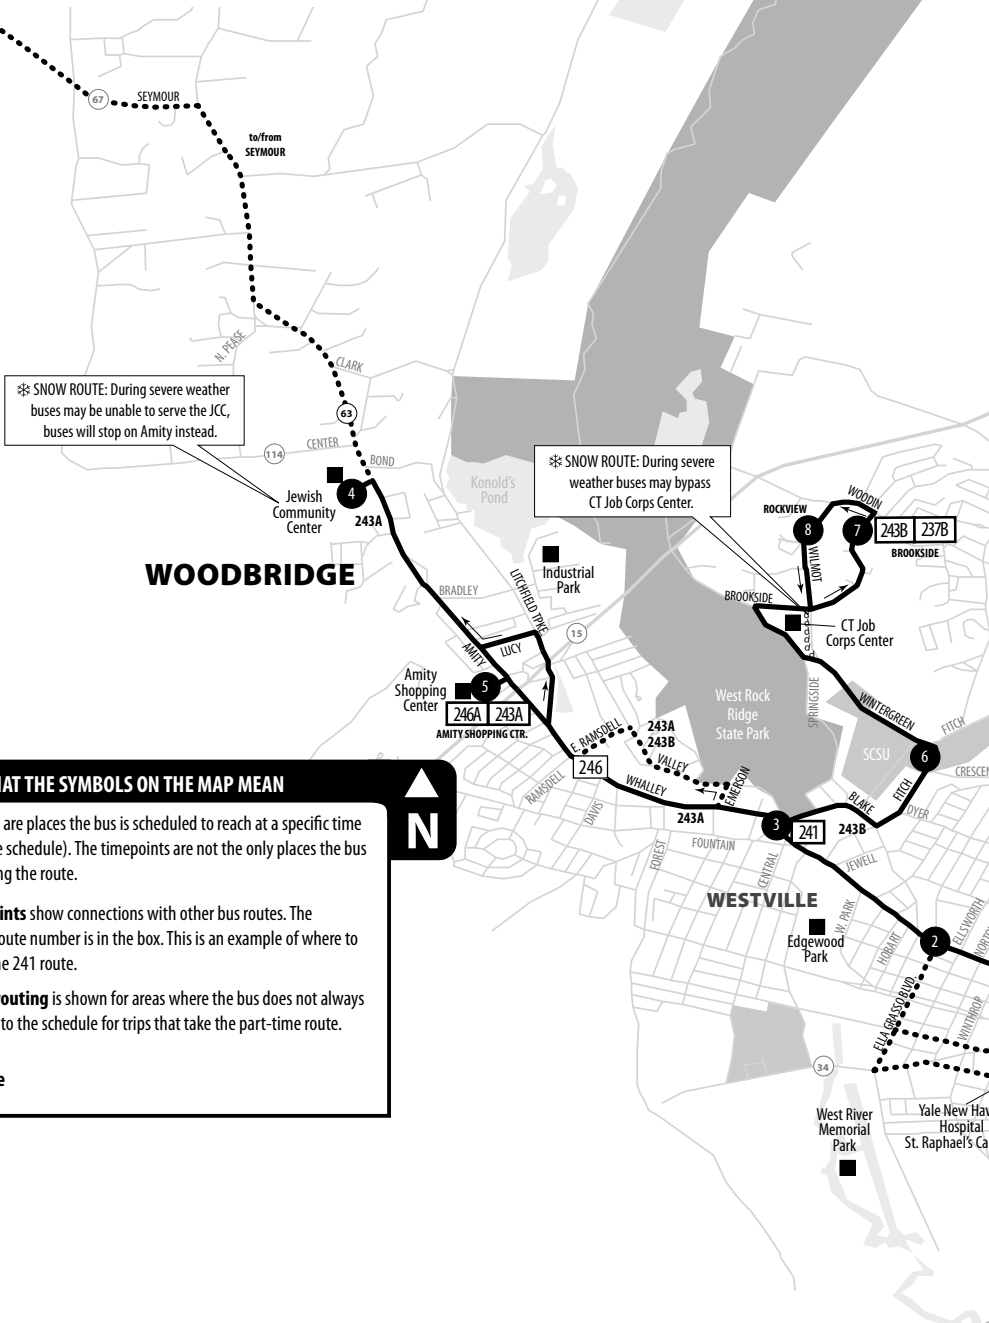 67
SEYMOUR
to/from
SEYMOUR
N. PEASE
CLARK
SNOW ROUTE: During severe weather
buses may be unable to serve the JCC,
buses will stop on Amity instead.
63
CENTER
114
BOND
4
Jewish
Community
Center
243A
Konold's
Pond
SNOW ROUTE: During severe
weather buses may bypass
CT Job Corps Center.
WOODIN
ROCKVIEW
8
7
243B
237B
BROOKSIDE
WILMOT
WOODBRIDGE
Industrial
Park
BRADLEY
LITCHFIELD TPKE
BROOKSIDE
15
CT Job
Corps Center
LUCY
AMITY
Amity
Shopping
Center
5
246A
243A
AMITY SHOPPING CTR.
West Rock
Ridge
State Park
SPRINGSIDE
WINTERGREEN
FITCH
SCSU
6
CRESCEN
E. RAMSDELL
243A
243B
VALLEY
246
RAMSDELL
WHALLEY
EMERSON
DAVIS
243A
BLAKE
FITCH
DYER
3
241
243B
FOUNTAIN
FOREST
CENTRAL
JEWELL
WESTVILLE
W. PARK
Edgewood
Park
HOBART
ELLSWORTH
NORTO
2
ELLA GRASSO BLVD.
WINTHROP
34
West River
Memorial
Park
Yale New Hav
Hospital
St. Raphael's Ca
HAT THE SYMBOLS ON THE MAP MEAN
N
are places the bus is scheduled to reach at a specific time
e schedule). The timepoints are not the only places the bus
ng the route.
ints show connections with other bus routes. The
oute number is in the box. This is an example of where to
ne 241 route.
routing is shown for areas where the bus does not always
to the schedule for trips that take the part-time route.
e